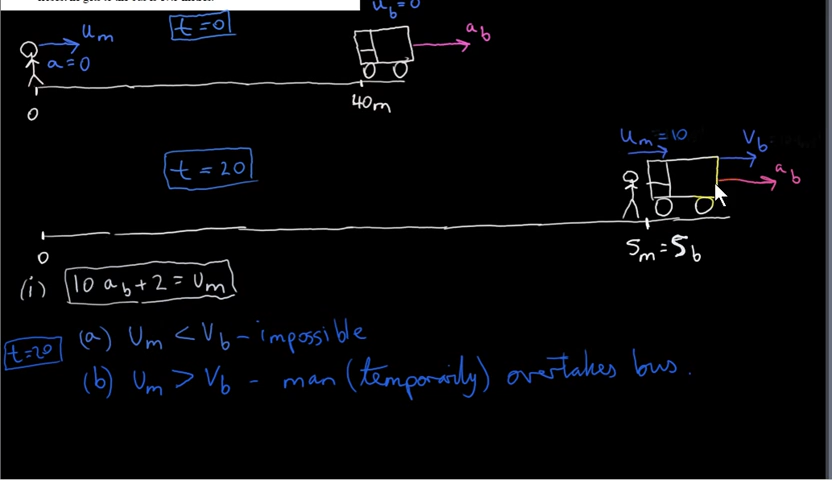 t=0
u_b=0
u_m
a=0
a_b
0
40m
t=20
u_m=10
V_b
a_b
0
S_m=S_b
(i) 10 a_b+2=u_m
t=20
(a) u_m < V_b - impossible
(b) u_m > V_b - man (temporarily) overtakes bus.